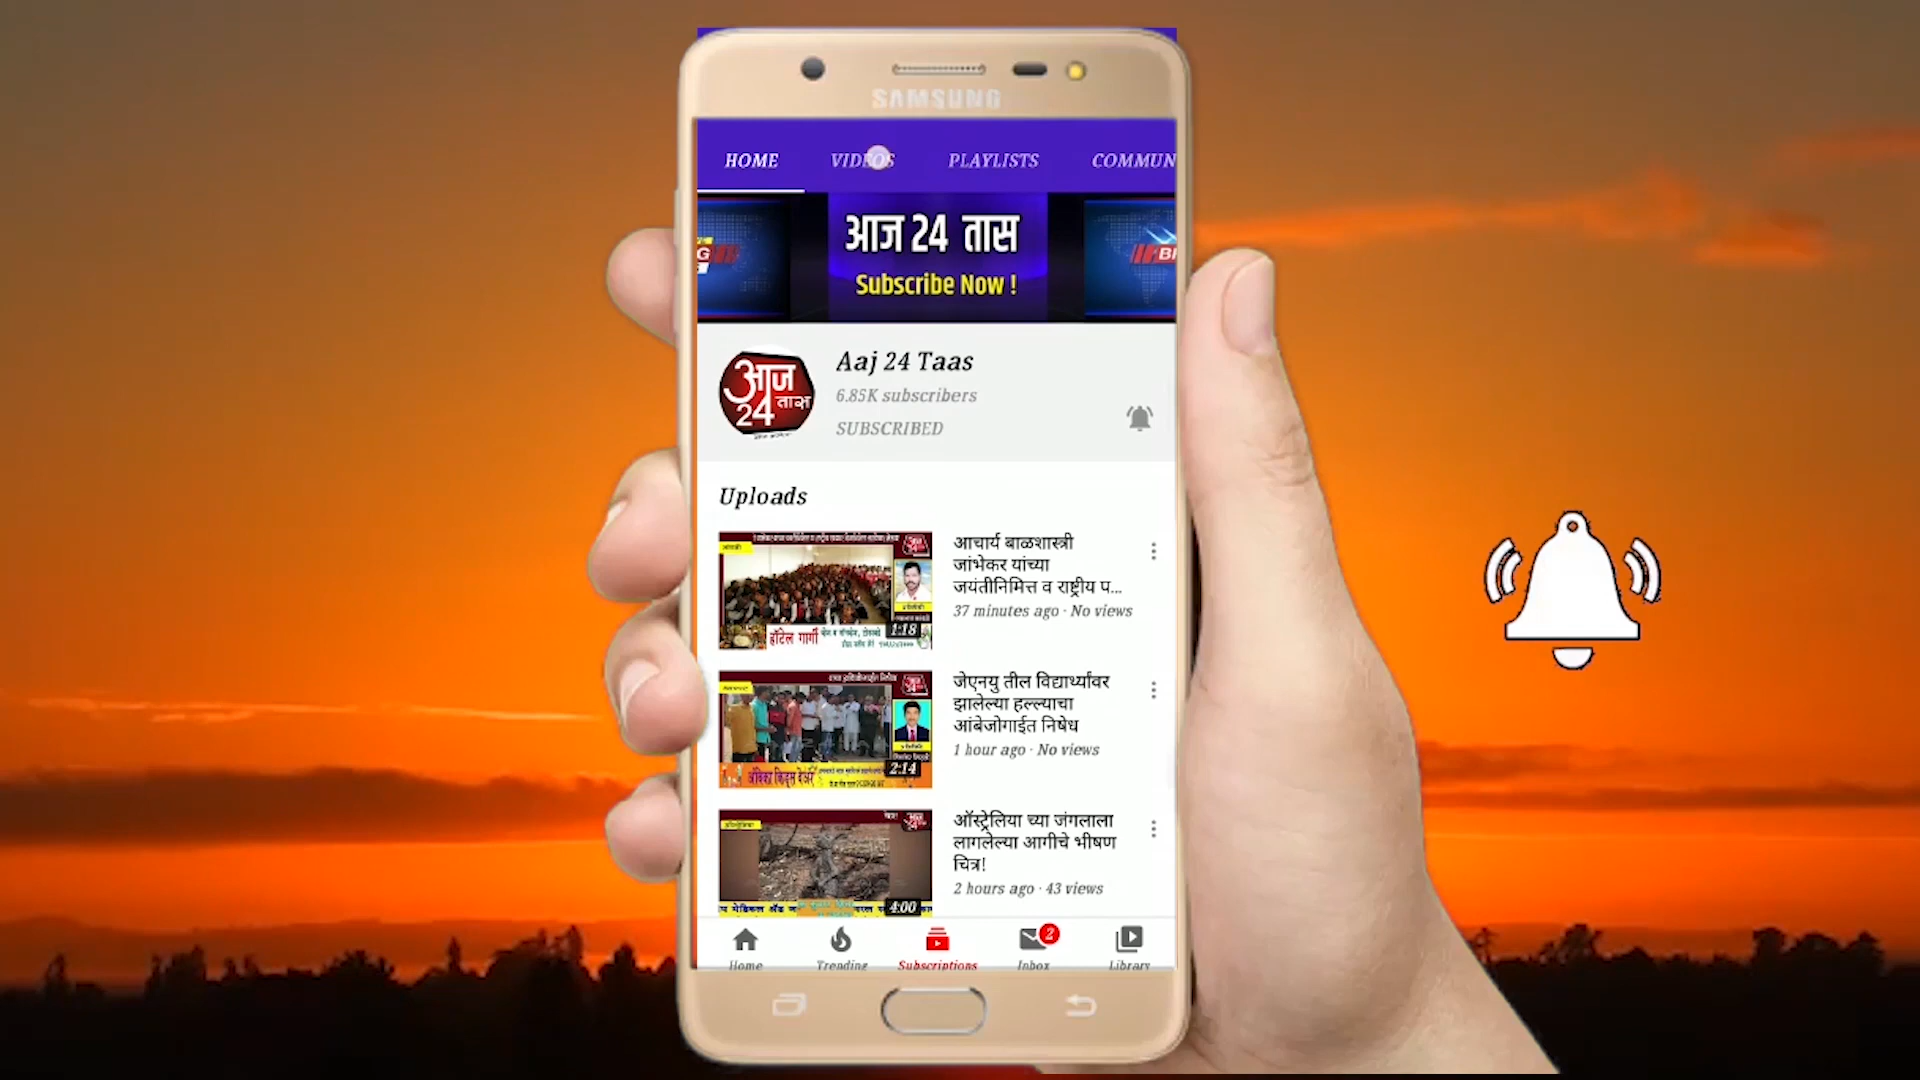 SAMSUNG
HOME VIDEOS PLAYLISTS COMMUN
आज 24 तास
Subscribe Now !
आज
24 तास
Aaj 24 Taas
6.85K subscribers
SUBSCRIBED
Uploads
आचार्य बाळशास्त्री
जांभेकर यांच्या
जयंतीनिमित्त व राष्ट्रीय प...
37 minutes ago · No views
हॉटेल गार्गी
1:18
जेएनयु तील विद्यार्थ्यांवर
झालेल्या हल्ल्याचा
आंबेजोगाईत निषेध
1 hour ago · No views
2:14
ऑस्ट्रेलिया च्या जंगलाला
लागलेल्या आगीचे भीषण
चित्र!
2 hours ago · 43 views
4:00
2
Home Trending Subscriptions Inbox Library